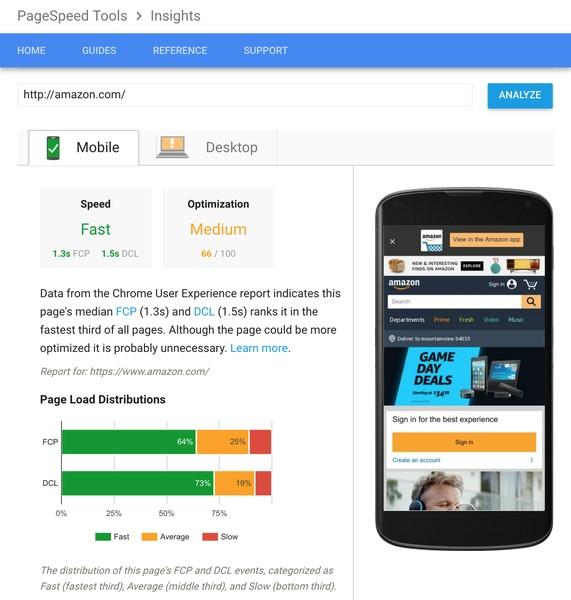 PageSpeed Tools > Insights
HOME GUIDES REFERENCE SUPPORT
http://amazon.com/
ANALYZE
Mobile
Desktop
Speed
Fast
1.3s FCP 1.5s DCL
Optimization
Medium
66 / 100
Data from the Chrome User Experience report indicates this
page's median FCP (1.3s) and DCL (1.5s) ranks it in the
fastest third of all pages. Although the page could be more
optimized it is probably unnecessary. Learn more.
Report for: https://www.amazon.com/
Page Load Distributions
FCP 64% 25%
DCL 73% 19%
0% 25% 50% 75%
Fast Average Slow
The distribution of this page's FCP and DCL events, categorized as
Fast (fastest third), Average (middle third), and Slow (bottom third).
× amazon View in the Amazon app
NEW & INTERESTING
FINDS ON AMAZON
EXPLORE
amazon
Sign in
Search
Departments Prime Fresh Video Music
Deliver to mountainview 94035
GAME
DAY
DEALS
Starting at $34.99
Sign in for the best experience
Sign in
Create an account